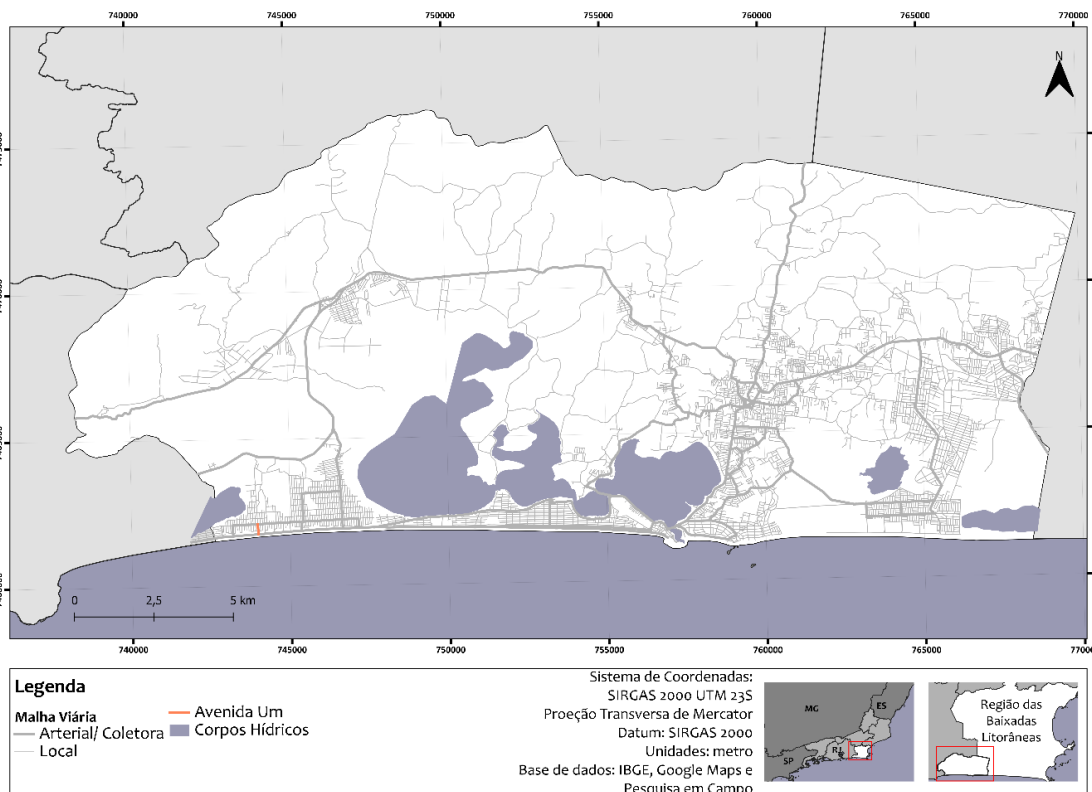 740000 745000 750000 755000 760000 765000 770000
N
0 2,5 5 km
740000 745000 750000 755000 760000 765000
Legenda
Malha Viária
Arterial/ Coletora
Local
Avenida Um
Corpos Hídricos
Sistema de Coordenadas:
SIRGAS 2000 UTM 23S
Proeção Transversa de Mercator
Datum: SIRGAS 2000
Unidades: metro
Base de dados: IBGE, Google Maps e
Pesquisa em Campo
MG
ES
RJ
SP
Região das
Baixadas
Litorâneas